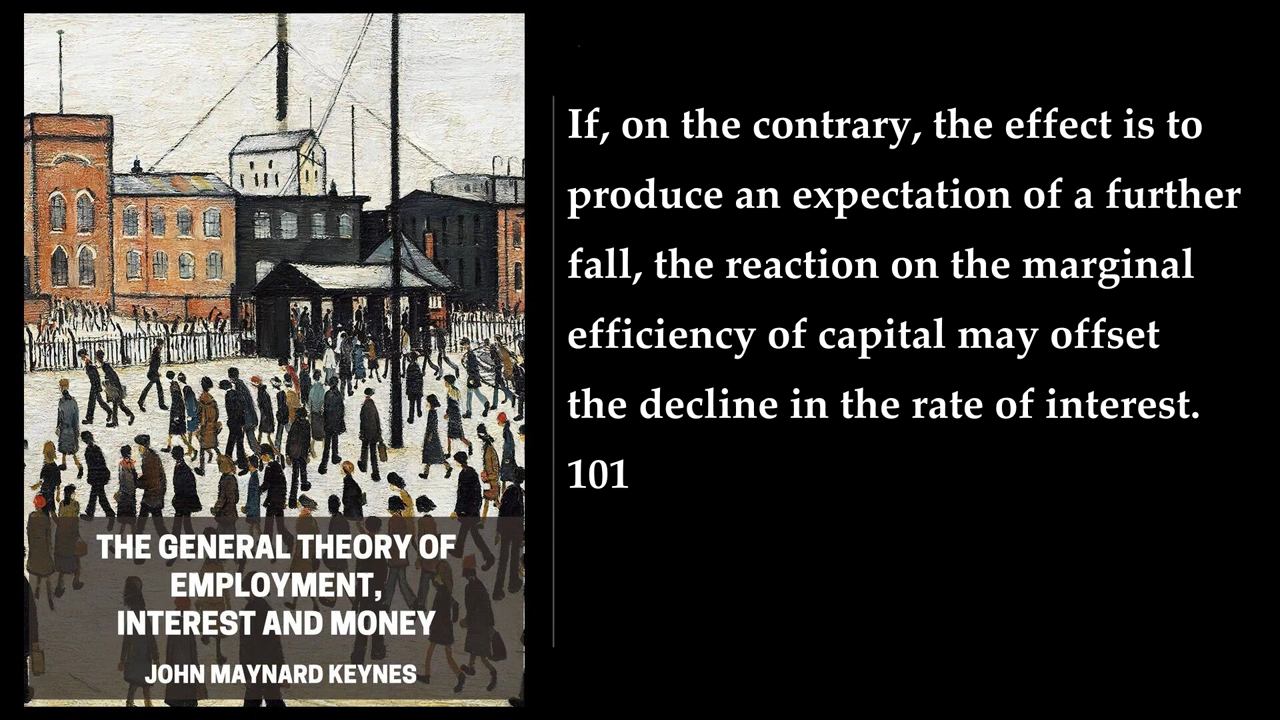 If, on the contrary, the effect is to
produce an expectation of a further
fall, the reaction on the marginal
efficiency of capital may offset
the decline in the rate of interest.
101
THE GENERAL THEORY OF
EMPLOYMENT,
INTEREST AND MONEY
JOHN MAYNARD KEYNES